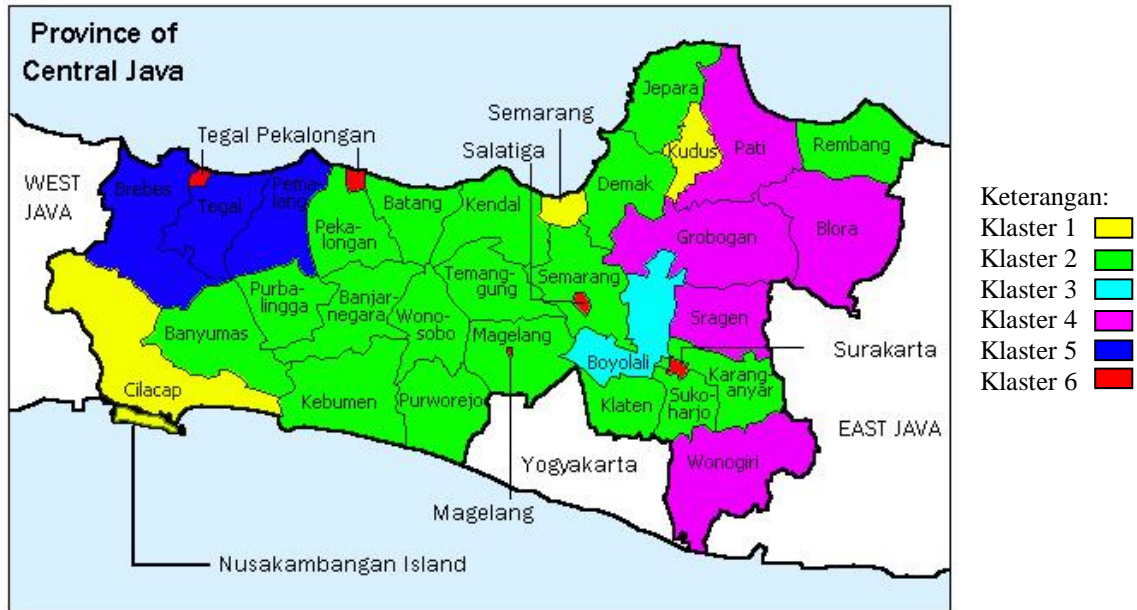 Province of
Central Java
Tegal Pekalongan
Semarang
Salatiga
WEST
JAVA
Brebes
Tegal
Pema-
lang
Peka-
longan
Batang
Kendal
Demak
Jepara
Kudus
Pati
Rembang
Grobogan
Blora
Purba-
lingga
Banjar-
negara
Temang-
gung
Semarang
Banyumas
Wono-
sobo
Magelang
Sragen
Boyolali
Surakarta
Cilacap
Kebumen
Purworejo
Klaten
Suko-
harjo
Karang-
anyar
EAST JAVA
Yogyakarta
Wonogiri
Magelang
Nusakambangan Island
Keterangan:
Klaster 1
Klaster 2
Klaster 3
Klaster 4
Klaster 5
Klaster 6